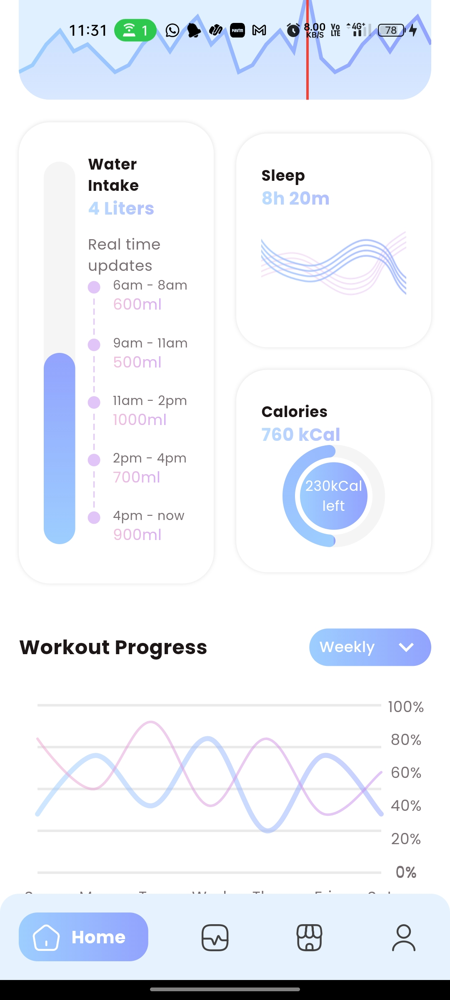 11:31
1
Paytm
8.00
KB/S
Vo
LTE
4G+
78
Water
Intake
4 Liters
Real time
updates
6am - 8am
600ml
9am - 11am
500ml
11am - 2pm
1000ml
2pm - 4pm
700ml
4pm - now
900ml
Sleep
8h 20m
Calories
760 kCal
230kCal
left
Workout Progress
Weekly
100%
80%
60%
40%
20%
0%
Home